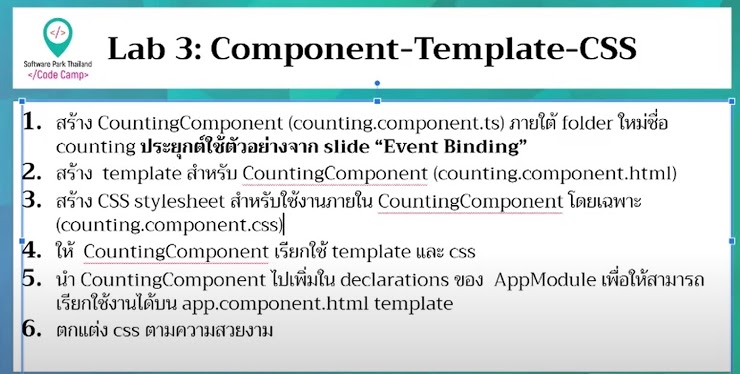 Software Park Thailand
</Code Camp>
Lab 3: Component-Template-CSS
1. สร้าง CountingComponent (counting.component.ts) ภายใต้ folder ใหม่ชื่อ
counting ประยุกต์ใช้ตัวอย่างจาก slide “Event Binding”
2. สร้าง template สำหรับ CountingComponent (counting.component.html)
3. สร้าง CSS stylesheet สำหรับใช้งานภายใน CountingComponent โดยเฉพาะ
(counting.component.css)
4. ให้ CountingComponent เรียกใช้ template และ css
5. นำ CountingComponent ไปเพิ่มใน declarations ของ AppModule เพื่อให้สามารถ
เรียกใช้งานได้บน app.component.html template
6. ตกแต่ง css ตามความสวยงาม